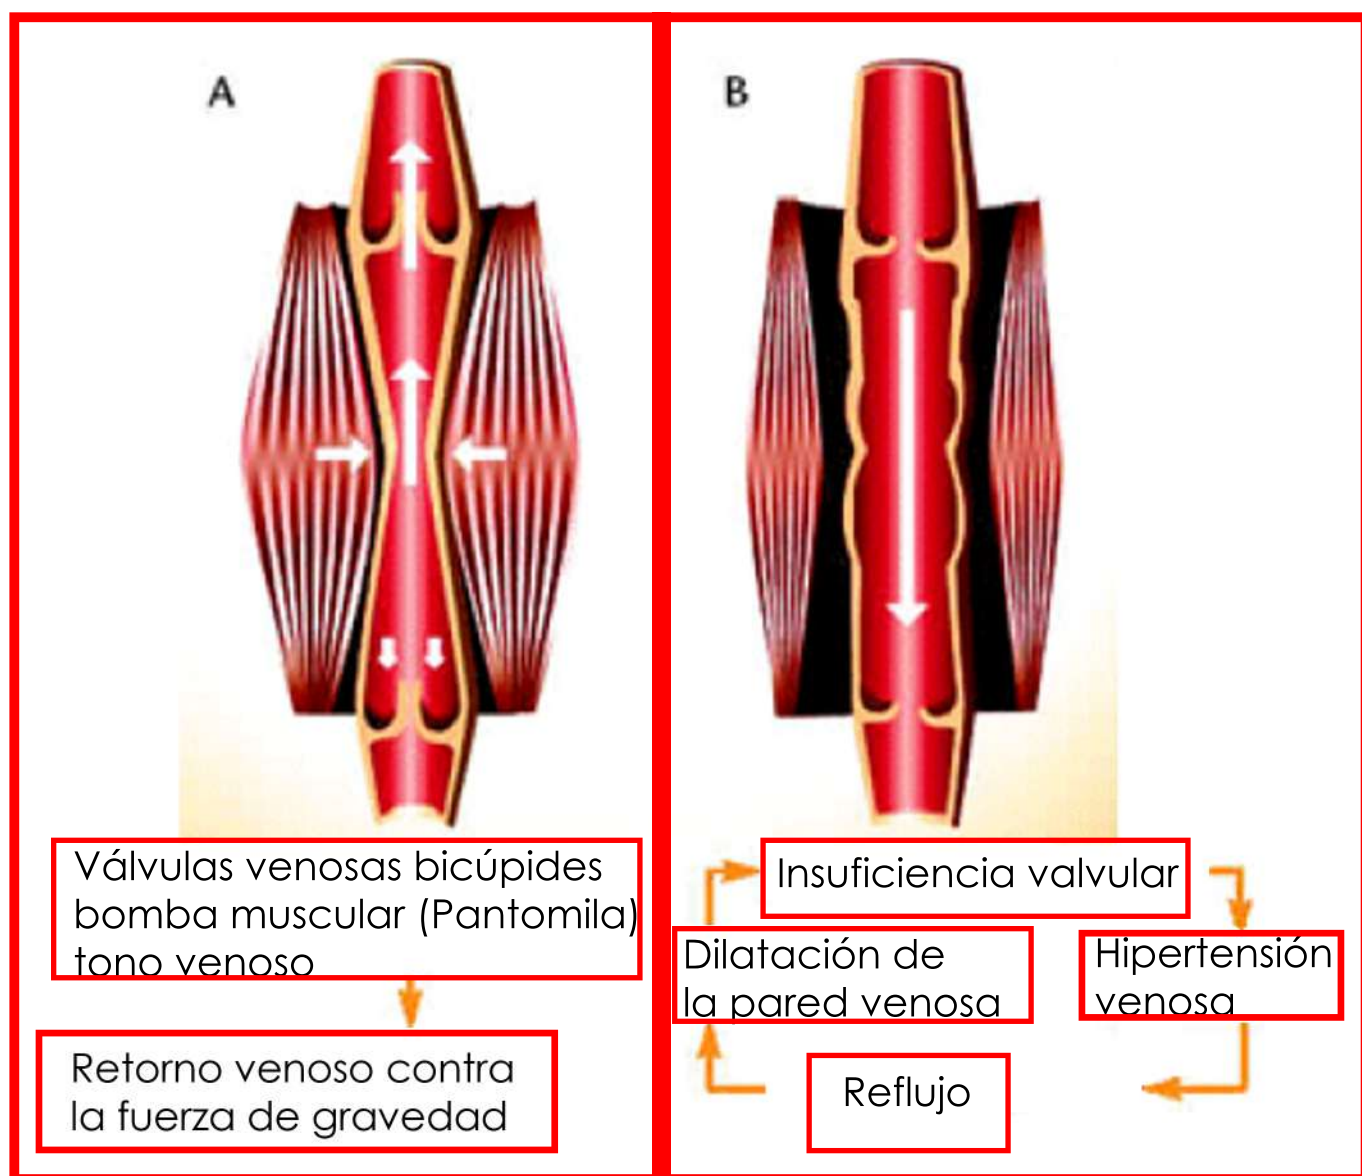 A
B
Válvulas venosas bicúpides
bomba muscular (Pantomila)
tono venoso
Retorno venoso contra
la fuerza de gravedad
Insuficiencia valvular
Dilatación de
la pared venosa
Hipertensión
venosa
Reflujo